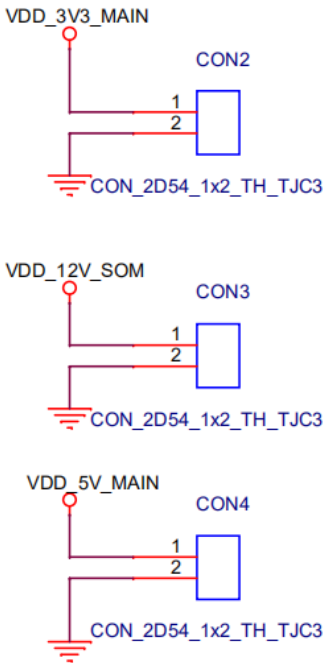 VDD_3V3_MAIN
CON2
1
2
CON_2D54_1x2_TH_TJC3
VDD_12V_SOM
CON3
1
2
CON_2D54_1x2_TH_TJC3
VDD_5V_MAIN
CON4
1
2
CON_2D54_1x2_TH_TJC3